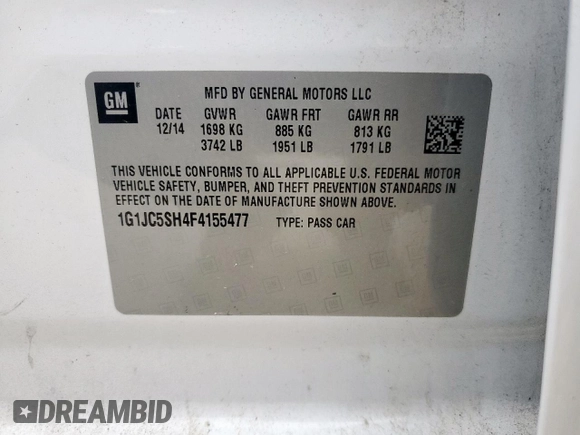 GM
MFD BY GENERAL MOTORS LLC
DATE GVWR GAWR FRT GAWR RR
12/14 1698 KG 885 KG 813 KG
3742 LB 1951 LB 1791 LB
THIS VEHICLE CONFORMS TO ALL APPLICABLE U.S. FEDERAL MOTOR
VEHICLE SAFETY, BUMPER, AND THEFT PREVENTION STANDARDS IN
EFFECT ON THE DATE OF MANUFACTURE SHOWN ABOVE.
1G1JC5SH4F4155477 TYPE: PASS CAR
DREAMBID